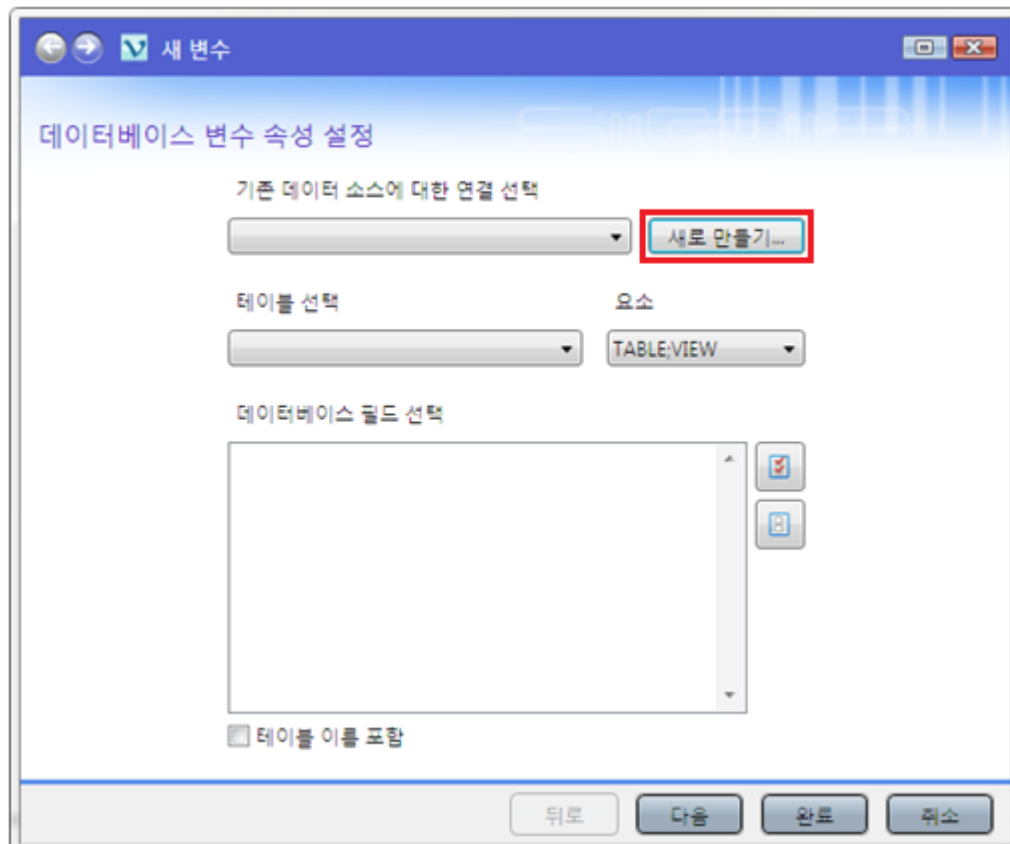 새 변수
데이터베이스 변수 속성 설정
기존 데이터 소스에 대한 연결 선택
새로 만들기...
테이블 선택 요소
TABLE;VIEW
데이터베이스 필드 선택
테이블 이름 포함
뒤로 다음 완료 취소